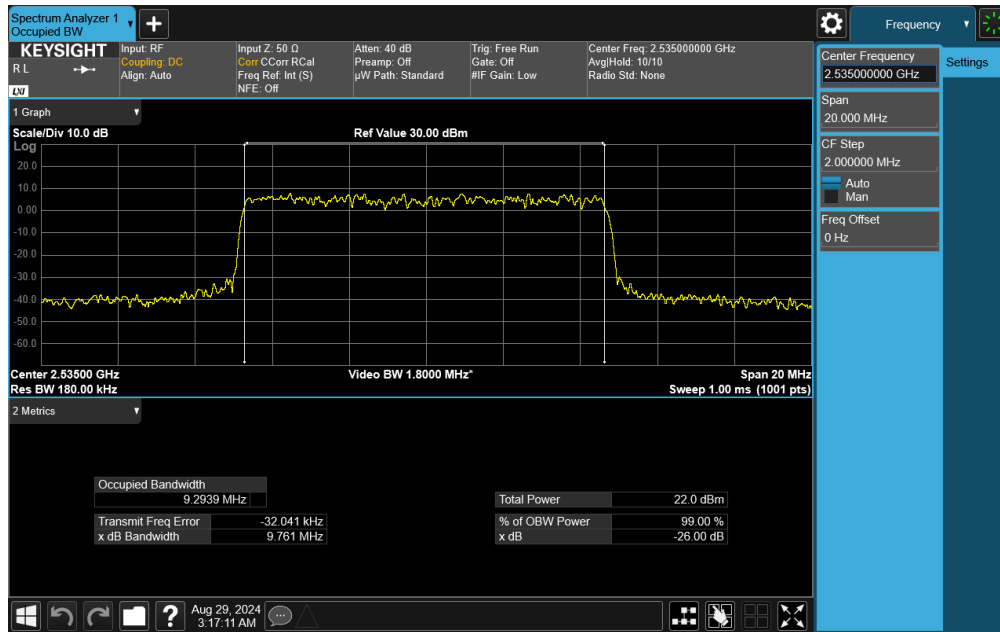 Spectrum Analyzer 1
Occupied BW
+
Frequency
KEYSIGHT
R L
LXI
Input: RF
Coupling: DC
Align: Auto
Input Z: 50 Ω
Corr CCorr RCal
Freq Ref: Int (S)
NFE: Off
Atten: 40 dB
Preamp: Off
µW Path: Standard
Trig: Free Run
Gate: Off
#IF Gain: Low
Center Freq: 2.535000000 GHz
Avg|Hold: 10/10
Radio Std: None
Center Frequency
2.535000000 GHz
Settings
Span
20.000 MHz
CF Step
2.000000 MHz
Auto
Man
Freq Offset
0 Hz
1 Graph
Scale/Div 10.0 dB
Ref Value 30.00 dBm
Log
20.0
10.0
0.00
-10.0
-20.0
-30.0
-40.0
-50.0
-60.0
Center 2.53500 GHz
Video BW 1.8000 MHz*
Span 20 MHz
Res BW 180.00 kHz
Sweep 1.00 ms (1001 pts)
2 Metrics
Occupied Bandwidth
9.2939 MHz
Total Power 22.0 dBm
Transmit Freq Error -32.041 kHz
% of OBW Power 99.00 %
x dB Bandwidth 9.761 MHz
x dB -26.00 dB
?
Aug 29, 2024
3:17:11 AM